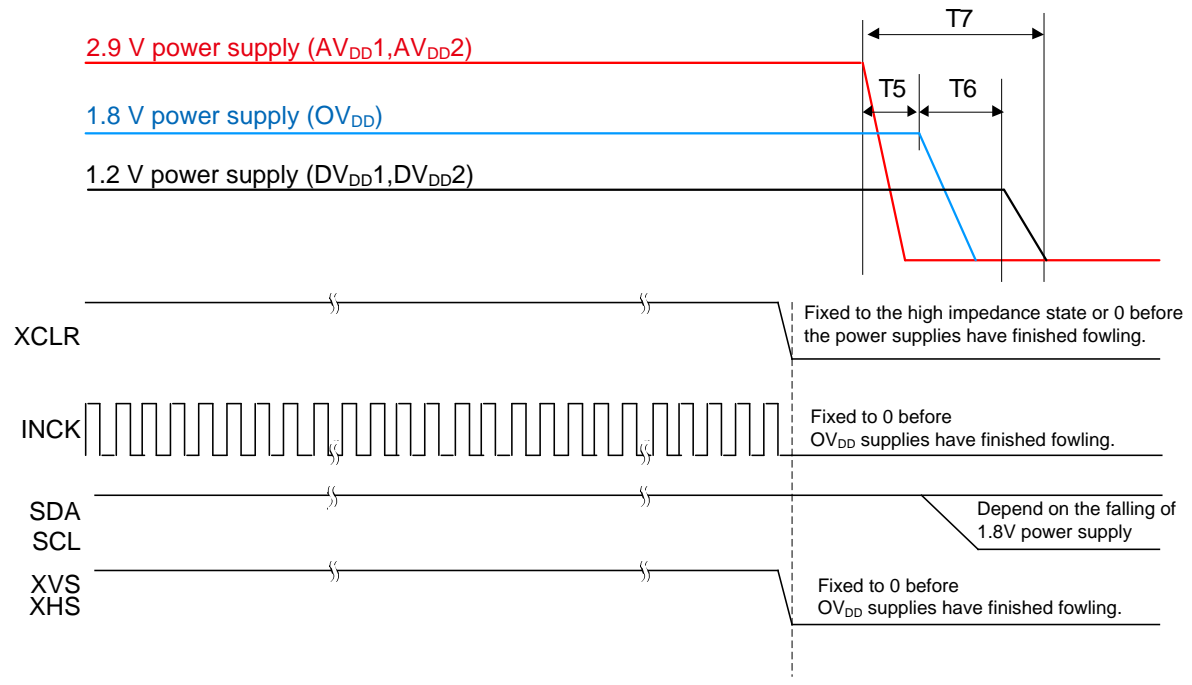 T7
2.9 V power supply (AVDD1,AVDD2)
T5
T6
1.8 V power supply (OVDD)
1.2 V power supply (DVDD1,DVDD2)
XCLR
Fixed to the high impedance state or 0 before
the power supplies have finished fowling.
INCK
Fixed to 0 before
OVDD supplies have finished fowling.
SDA
SCL
Depend on the falling of
1.8V power supply
XVS
XHS
Fixed to 0 before
OVDD supplies have finished fowling.